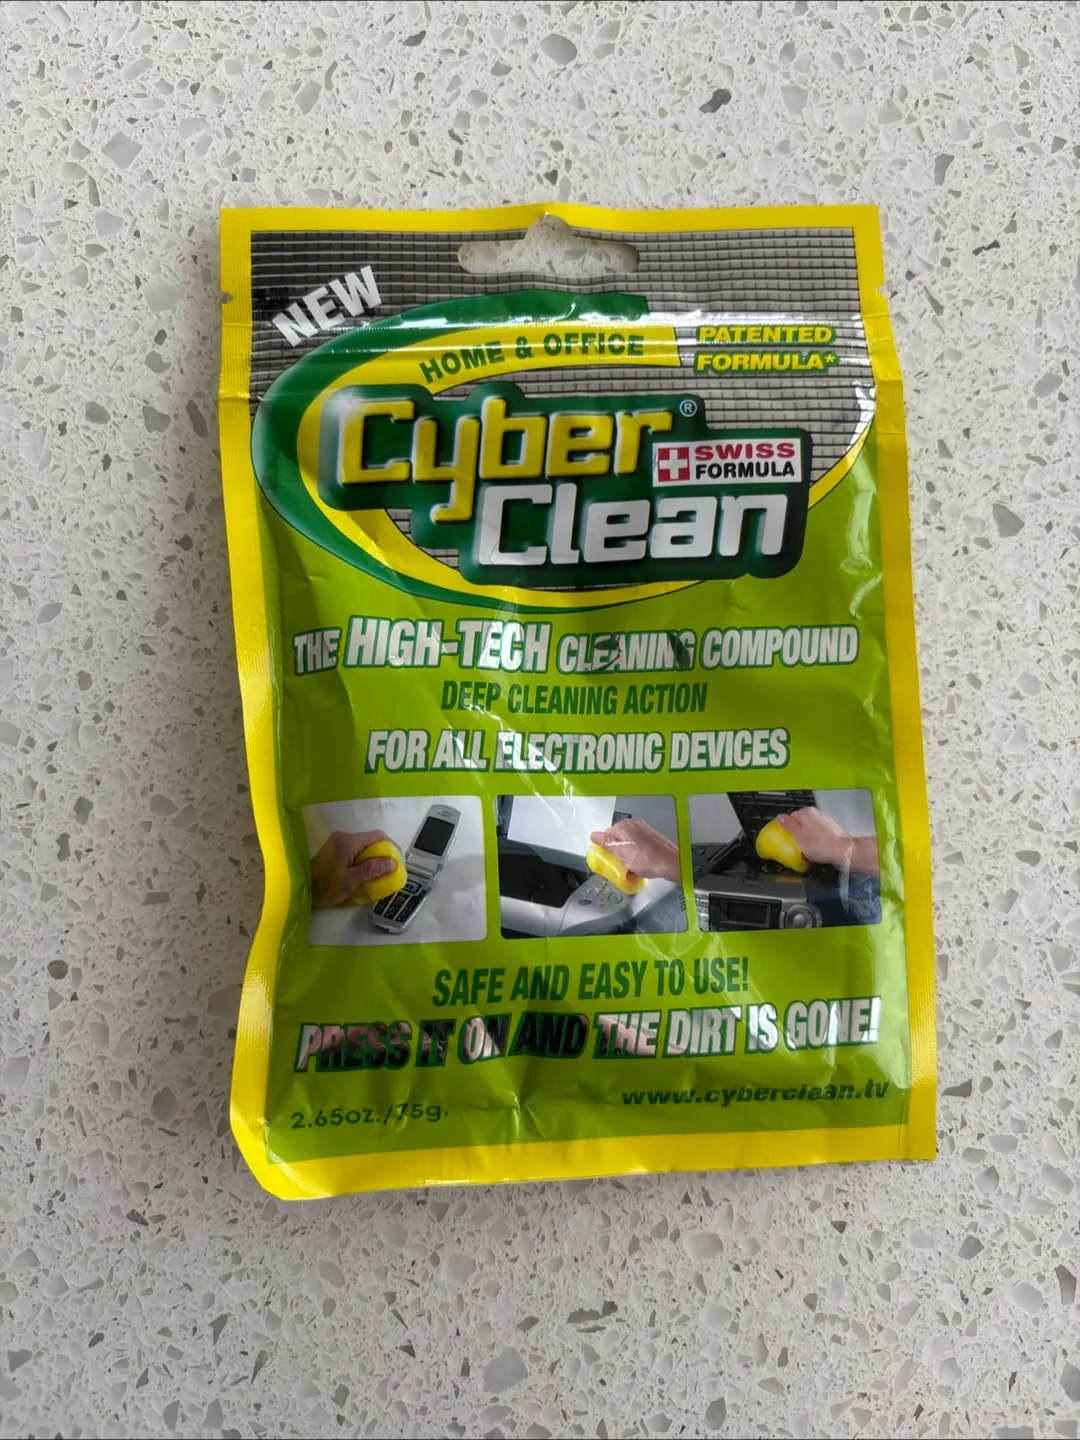 NEW
HOME & OFFICE
PATENTED
FORMULA*
Cyber®
SWISS
FORMULA
Clean
THE HIGH-TECH CLEANING COMPOUND
DEEP CLEANING ACTION
FOR ALL ELECTRONIC DEVICES
SAFE AND EASY TO USE!
PRESS IT ON AND THE DIRT IS GONE!
www.cyberclean.tv
2.65oz./75g.